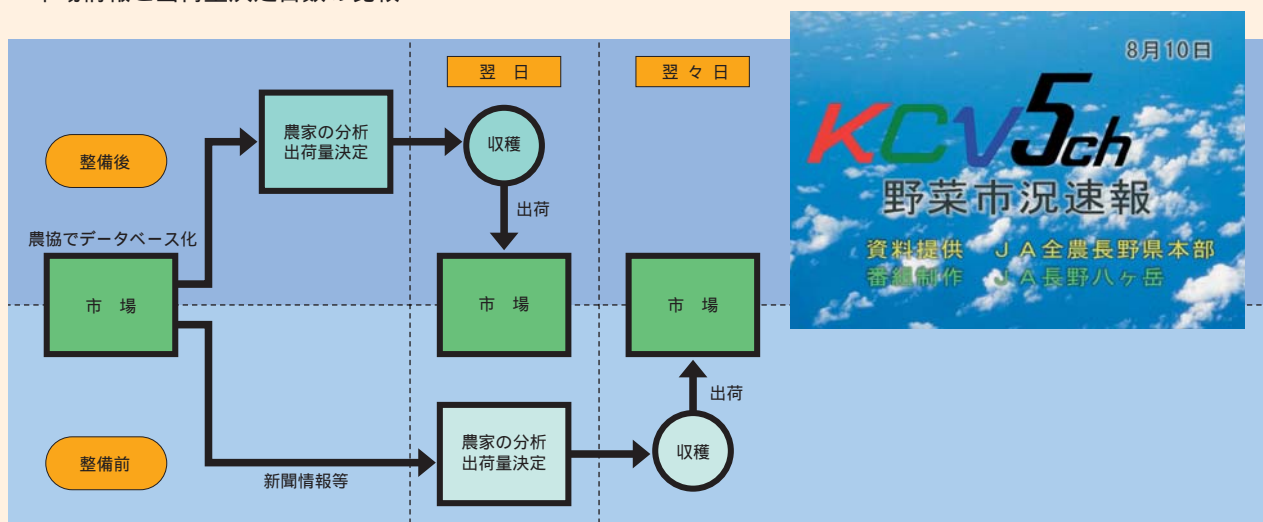 翌日
翌々日
整備後
農家の分析
出荷量決定
収穫
出荷
農協でデータベース化
市場
市場
市場
出荷
整備前
新聞情報等
農家の分析
出荷量決定
収穫
8月10日
KCV5ch
野菜市況速報
資料提供 JA全農長野県本部
番組制作 JA長野八ヶ岳